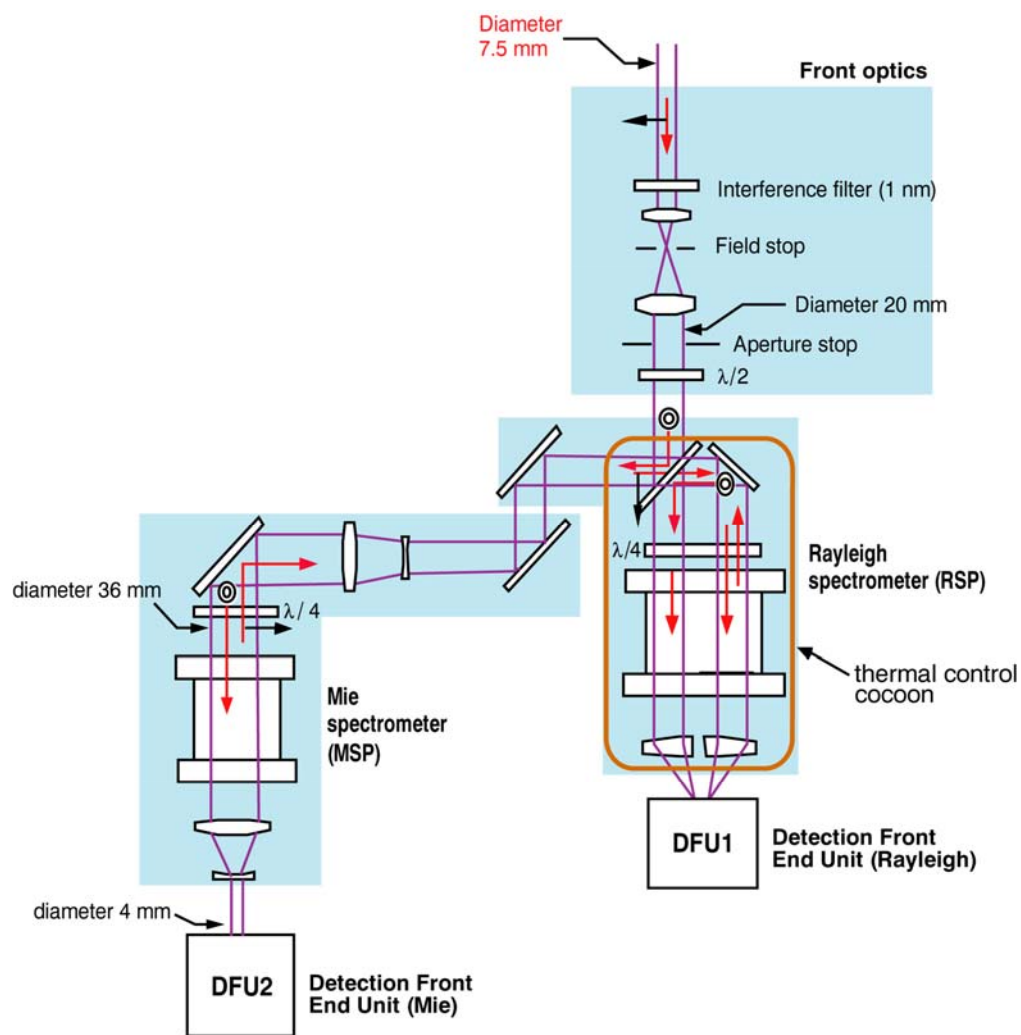 Diameter
7.5 mm
Front optics
Interference filter (1 nm)
Field stop
Diameter 20 mm
Aperture stop
λ/2
λ/4
Rayleigh
spectrometer (RSP)
diameter 36 mm
λ/ 4
thermal control
cocoon
Mie
spectrometer
(MSP)
DFU1
Detection Front
End Unit (Rayleigh)
diameter 4 mm
DFU2
Detection Front
End Unit (Mie)